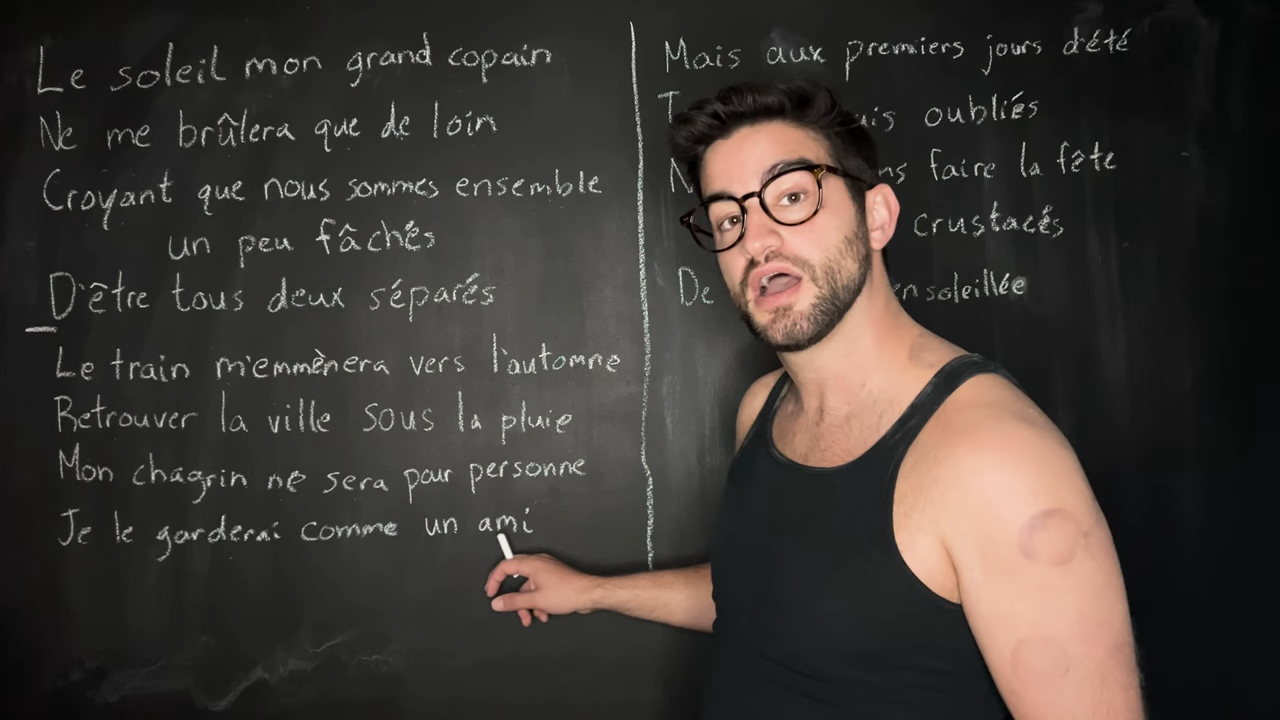 Le soleil mon grand copain
Ne me brûlera que de loin
Croyant que nous sommes ensemble
un peu fâchés
D'être tous deux séparés
Le train m'emmènera vers l'automne
Retrouver la ville sous la pluie
Mon chagrin ne sera pour personne
Je le garderai comme un ami
Mais aux premiers jours d'été
oubliés
faire la fête
crustacés
De ensoleillée